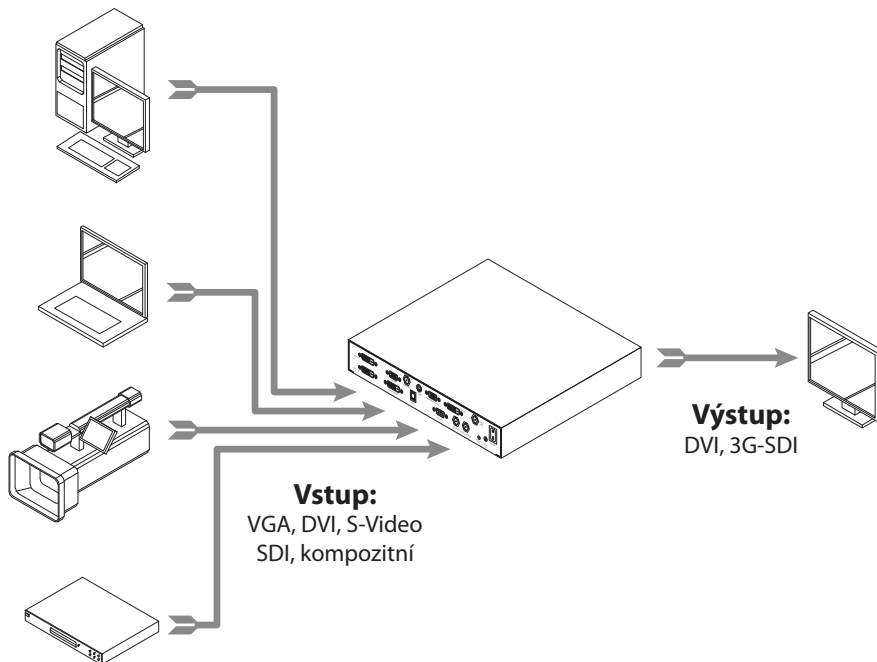 Vstup:
VGA, DVI, S-Video
SDI, kompozitní
Výstup:
DVI, 3G-SDI